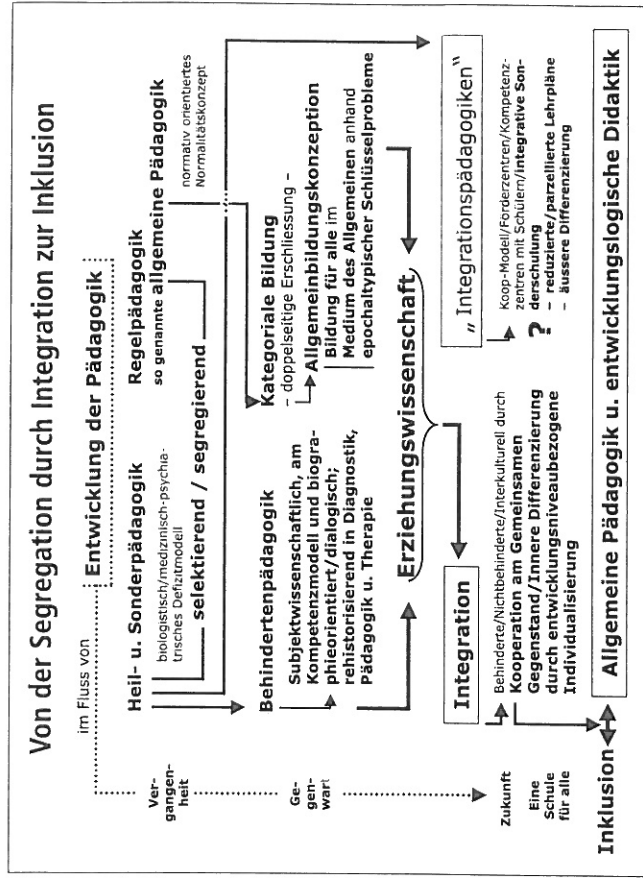 Von der Segregation durch Integration zur Inklusion
im Fluss von
Entwicklung der Pädagogik
Ver-
gangen-
heit
Heil- u. Sonderpädagogik
biologistisch/medizinisch-psychia-
trisches Defizitmodell
selektierend / segregierend
Regelpädagogik
so genannte allgemeine Pädagogik
normativ orientiertes
Normalitätskonzept
Ge-
gen-
wart
Behindertenpädagogik
Subjektwissenschaftlich, am
Kompetenzmodell und biogra-
phieorientiert/dialogisch;
rehistorisierend in Diagnostik,
Pädagogik u. Therapie
Kategoriale Bildung
– doppelseitige Erschliessung –
Allgemeinbildungskonzeption
Bildung für alle im
Medium des Allgemeinen anhand
epochaltypischer Schlüsselprobleme
Erziehungswissenschaft
Integration
„Integrationspädagogiken"
Zukunft
Eine
Schule
für alle
Behinderte/Nichtbehinderte/Interkulturell durch
Kooperation am Gemeinsamen
Gegenstand/Innere Differenzierung
durch entwicklungsniveaubezogene
Individualisierung
Koop-Modell/Förderzentren/Kompetenz-
zentren mit Schülern/integrative Son-
derschulung
? – reduzierte/parzellierte Lehrpläne
– äussere Differenzierung
Inklusion
Allgemeine Pädagogik u. entwicklungslogische Didaktik